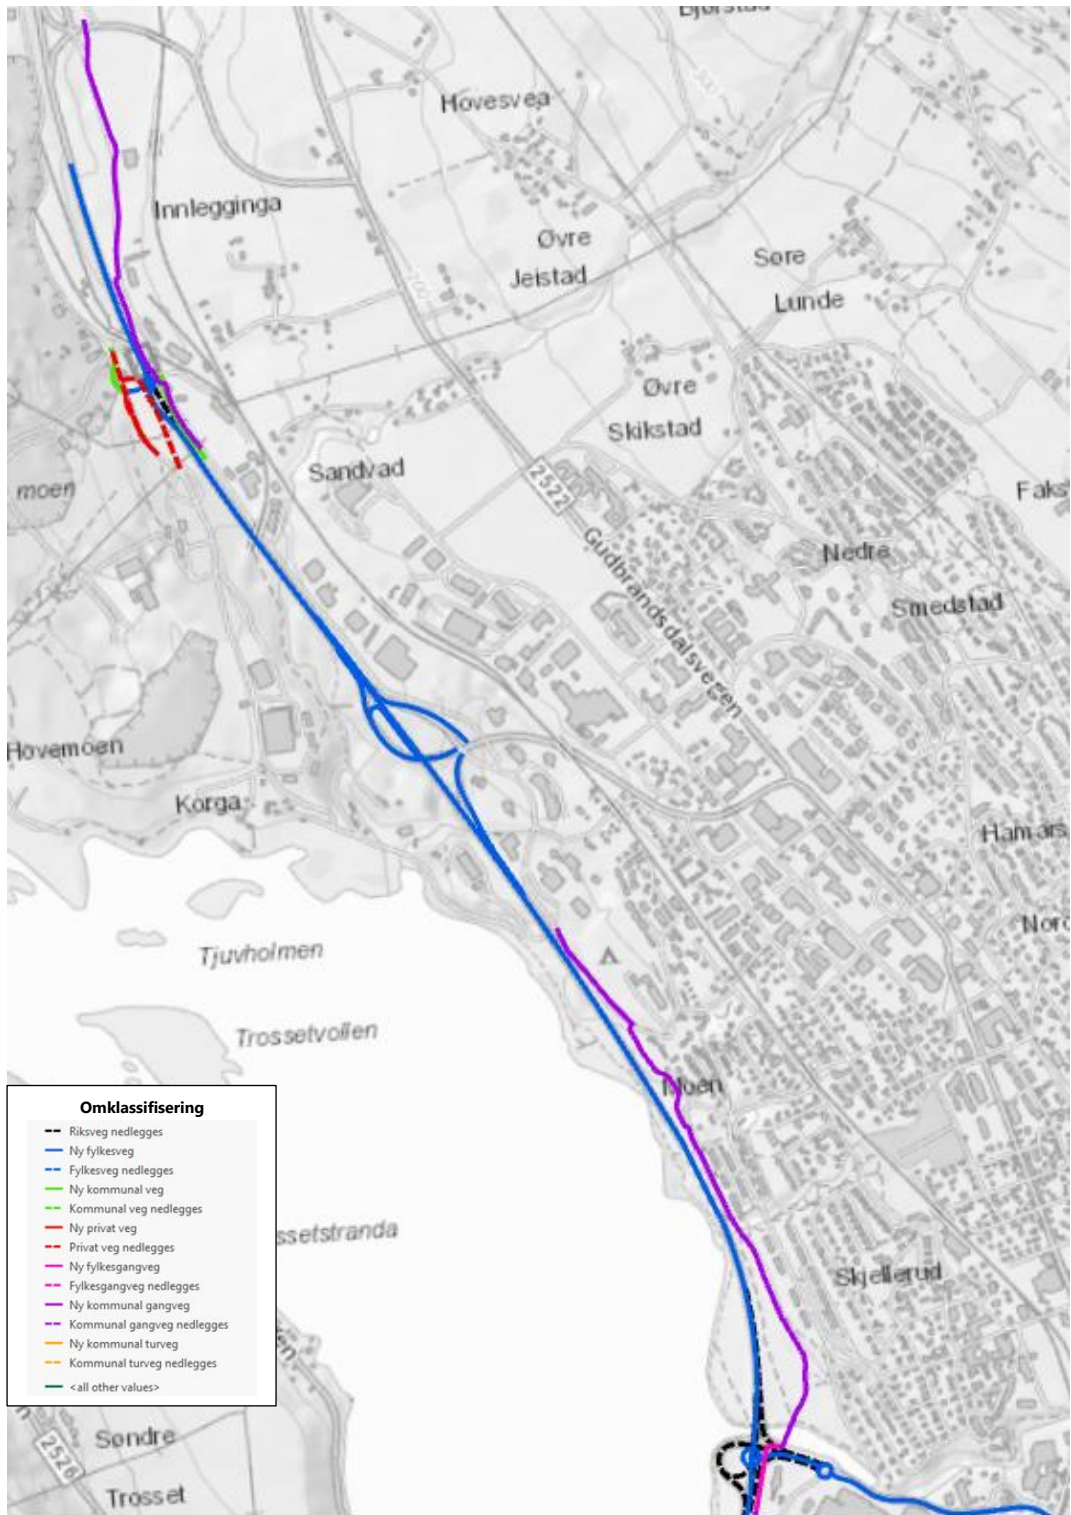 Hovesvea
Innlegginga
Øvre
Jeistad
Søre
Lunde
Øvre
Skikstad
Sandvad
moen
2522
Faks
Gudbrandsdalsvegen
Nedre
Smedstad
Hovemoen
Korga
Hamars
Nord
Tjuvholmen
Trossetvollen
Moen
ssetstranda
Skjellerud
Omklassifisering
Riksveg nedlegges
Ny fylkesveg
Fylkesveg nedlegges
Ny kommunal veg
Kommunal veg nedlegges
Ny privat veg
Privat veg nedlegges
Ny fylkesgangveg
Fylkesgangveg nedlegges
Ny kommunal gangveg
Kommunal gangveg nedlegges
Ny kommunal turveg
Kommunal turveg nedlegges
<all other values>
Søndre
2526
Trosset